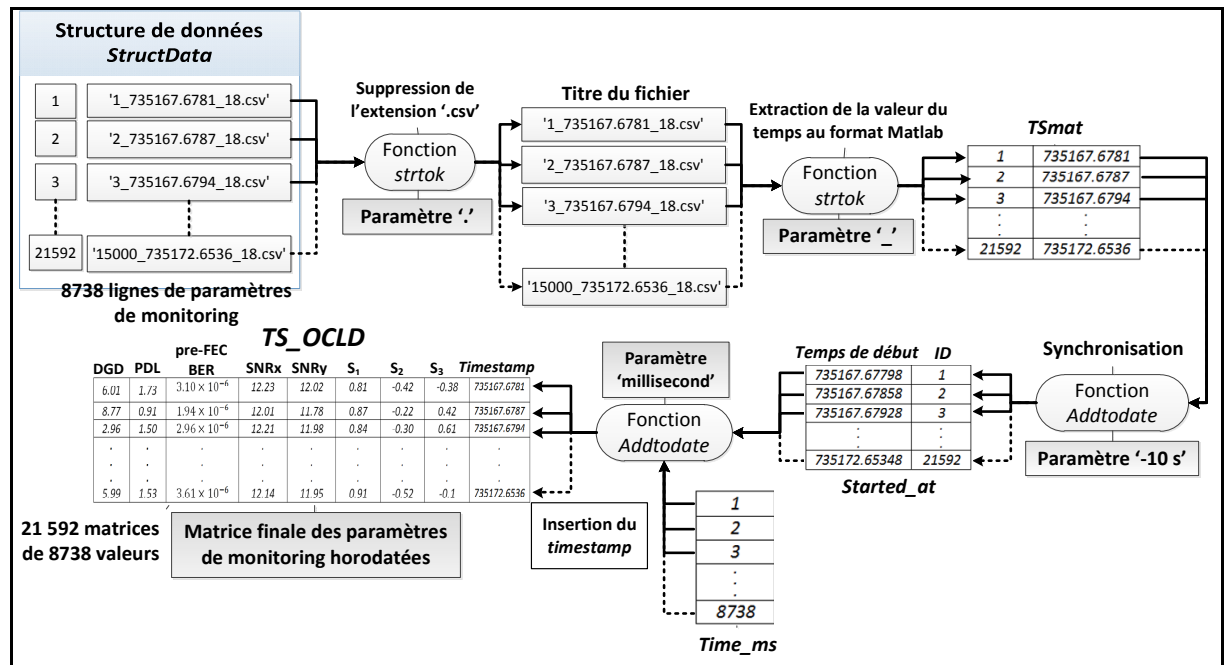 Structure de données
StructData
1
'1_735167.6781_18.csv'
2
'2_735167.6787_18.csv'
3
'3_735167.6794_18.csv'
21592
'15000_735172.6536_18.csv'
8738 lignes de paramètres
de monitoring
Suppression de
l'extension '.csv'
Fonction
strtok
Paramètre '.'
Titre du fichier
'1_735167.6781_18.csv'
'2_735167.6787_18.csv'
'3_735167.6794_18.csv'
'15000_735172.6536_18.csv'
Extraction de la valeur du
temps au format Matlab
Fonction
strtok
Paramètre '_'
TSmat
1 735167.6781
2 735167.6787
3 735167.6794
. .
. .
21592 735172.6536
Synchronisation
Fonction
Addtodate
Paramètre '-10 s'
Temps de début ID
735167.67798 1
735167.67858 2
735167.67928 3
. .
. .
735172.65348 21592
Started_at
Paramètre
'millisecond'
Fonction
Addtodate
1
2
3
.
.
8738
Time_ms
Insertion du
timestamp
TS_OCLD
DGD PDL pre-FEC BER SNRx SNRy S₁ S₂ S₃ Timestamp
6.01 1.73 3.10 × 10⁻⁶ 12.23 12.02 0.81 -0.42 -0.38 735167.6781
8.77 0.91 1.94 × 10⁻⁶ 12.01 11.78 0.87 -0.22 0.42 735167.6787
2.96 1.50 2.96 × 10⁻⁶ 12.21 11.98 0.84 -0.30 0.61 735167.6794
. . . . . . . . .
. . . . . . . . .
. . . . . . . . .
5.99 1.53 3.61 × 10⁻⁶ 12.14 11.95 0.91 -0.52 -0.1 735172.6536
21 592 matrices
de 8738 valeurs
Matrice finale des paramètres
de monitoring horodatées